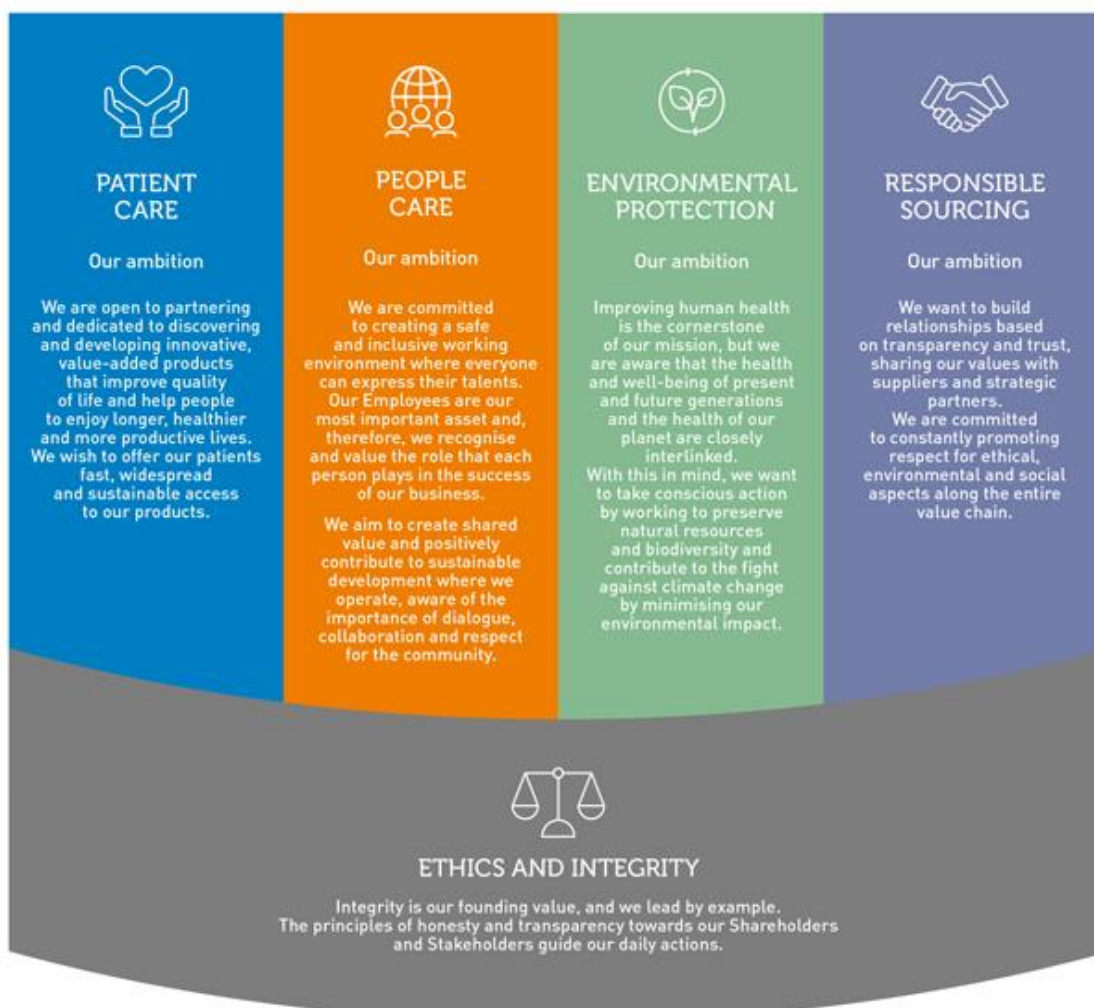 PATIENT
CARE
Our ambition
We are open to partnering
and dedicated to discovering
and developing innovative,
value-added products
that improve quality
of life and help people
to enjoy longer, healthier
and more productive lives.
We wish to offer our patients
fast, widespread
and sustainable access
to our products.
PEOPLE
CARE
Our ambition
We are committed
to creating a safe
and inclusive working
environment where everyone
can express their talents.
Our Employees are our
most important asset and,
therefore, we recognise
and value the role that each
person plays in the success
of our business.
We aim to create shared
value and positively
contribute to sustainable
development where we
operate, aware of the
importance of dialogue,
collaboration and respect
for the community.
ENVIRONMENTAL
PROTECTION
Our ambition
Improving human health
is the cornerstone
of our mission, but we
are aware that the health
and well-being of present
and future generations
and the health of our
planet are closely
interlinked.
With this in mind, we want
to take conscious action
by working to preserve
natural resources
and biodiversity and
contribute to the fight
against climate change
by minimising our
environmental impact.
RESPONSIBLE
SOURCING
Our ambition
We want to build
relationships based
on transparency and trust,
sharing our values with
suppliers and strategic
partners.
We are committed
to constantly promoting
respect for ethical,
environmental and social
aspects along the entire
value chain.
ETHICS AND INTEGRITY
Integrity is our founding value, and we lead by example.
The principles of honesty and transparency towards our Shareholders
and Stakeholders guide our daily actions.